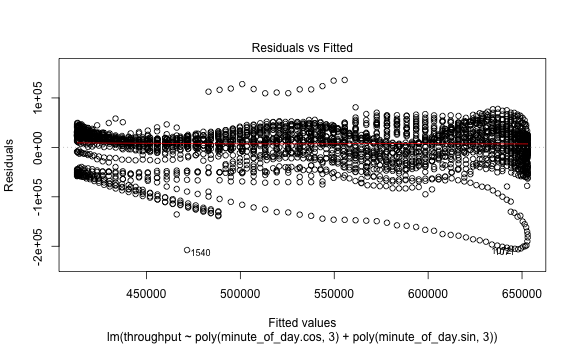 Residuals vs Fitted
Residuals
1e+05
0e+00
-1e+05
-2e+05
1540
450000 500000 550000 600000 650000
Fitted values
lm(throughput ~ poly(minute_of_day.cos, 3) + poly(minute_of_day.sin, 3))